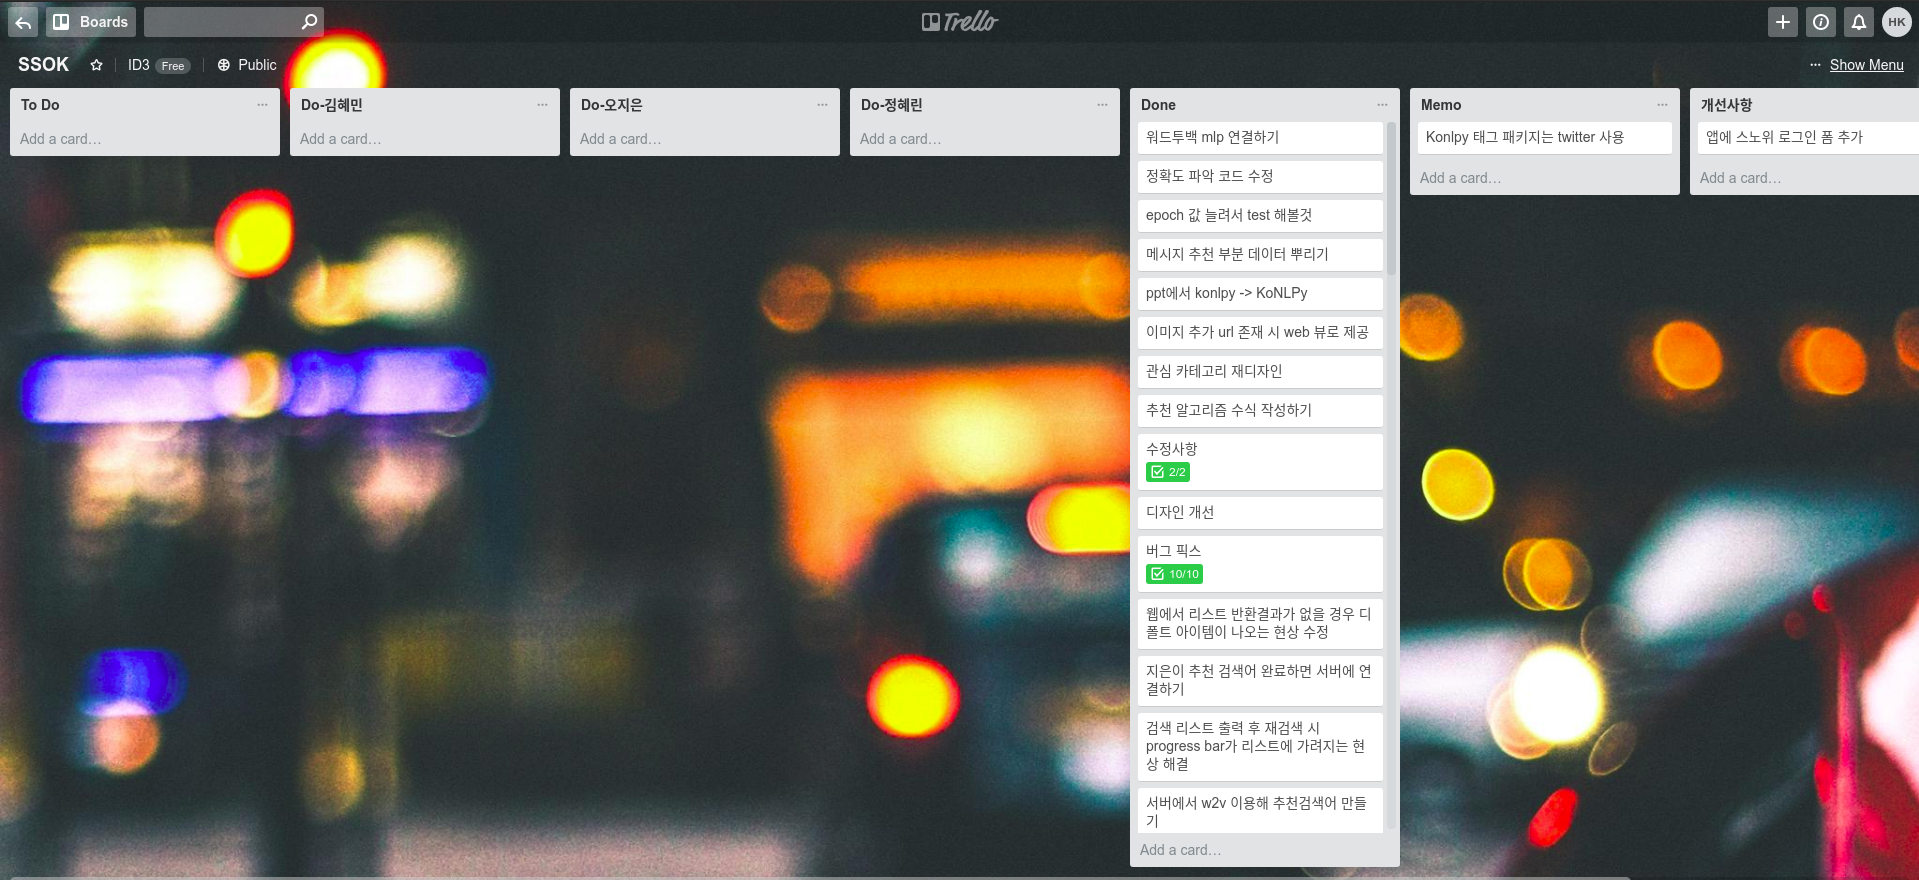 Boards
Trello
HK
SSOK
ID3 Free
Public
... Show Menu
To Do
Add a card…
Do-김혜민
Add a card…
Do-오지은
Add a card…
Do-정혜린
Add a card…
Done
워드투백 mlp 연결하기
정확도 파악 코드 수정
epoch 값 늘려서 test 해볼것
메시지 추천 부분 데이터 뿌리기
ppt에서 konlpy -> KoNLPy
이미지 추가 url 존재 시 web 뷰로 제공
관심 카테고리 재디자인
추천 알고리즘 수식 작성하기
수정사항
2/2
디자인 개선
버그 픽스
10/10
웹에서 리스트 반환결과가 없을 경우 디
폴트 아이템이 나오는 현상 수정
지은이 추천 검색어 완료하면 서버에 연
결하기
검색 리스트 출력 후 재검색 시
progress bar가 리스트에 가려지는 현
상 해결
서버에서 w2v 이용해 추천검색어 만들
기
Add a card…
Memo
Konlpy 태그 패키지는 twitter 사용
Add a card…
개선사항
앱에 스노위 로그인 폼 추가
Add a card…